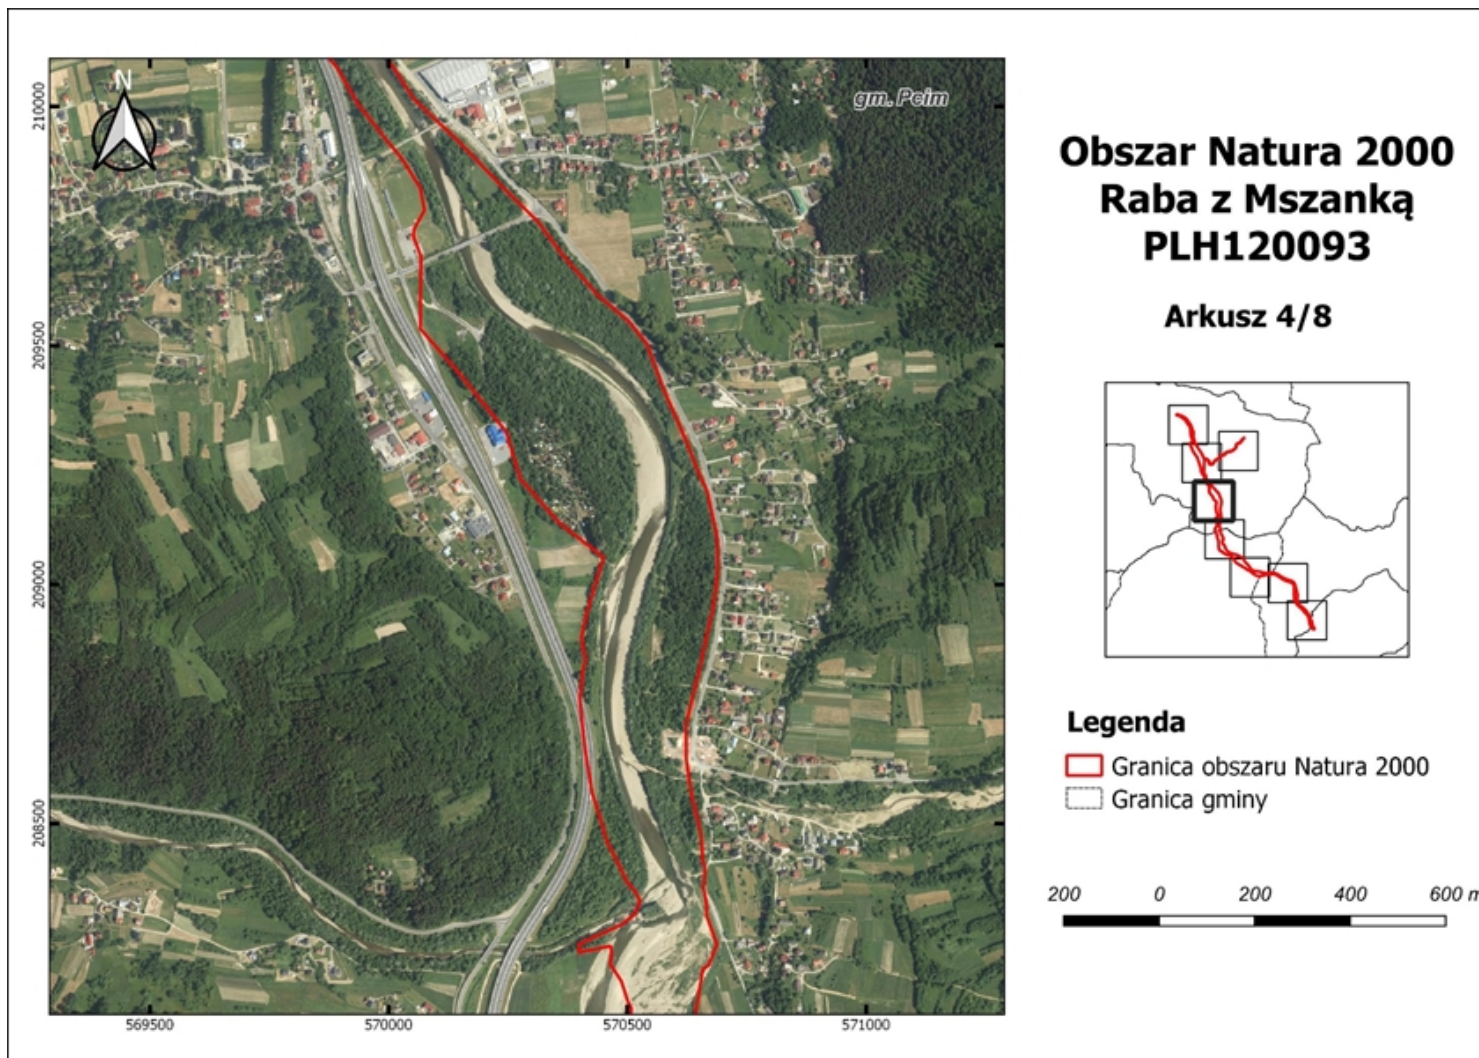 N
gm. Pcim
210000
209500
209000
208500
569500
570000
570500
571000
Obszar Natura 2000
Raba z Mszanką
PLH120093
Arkusz 4/8
Legenda
Granica obszaru Natura 2000
Granica gminy
200 0 200 400 600 m